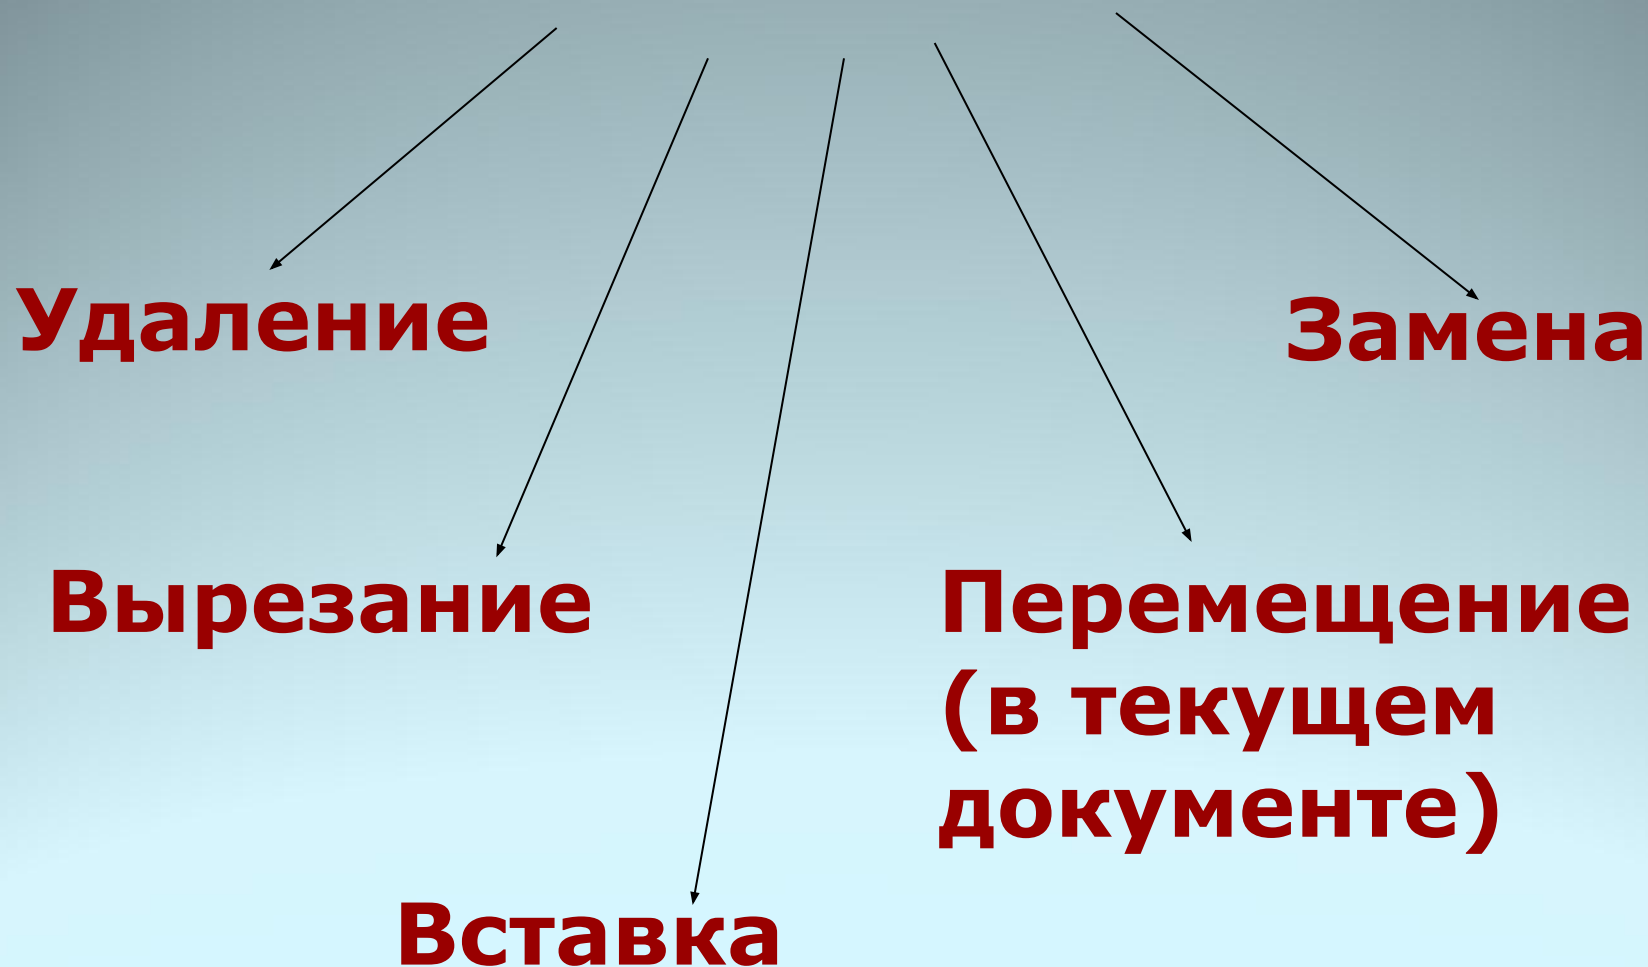 Удаление
Замена
Вырезание
Перемещение
(в текущем
документе)
Вставка